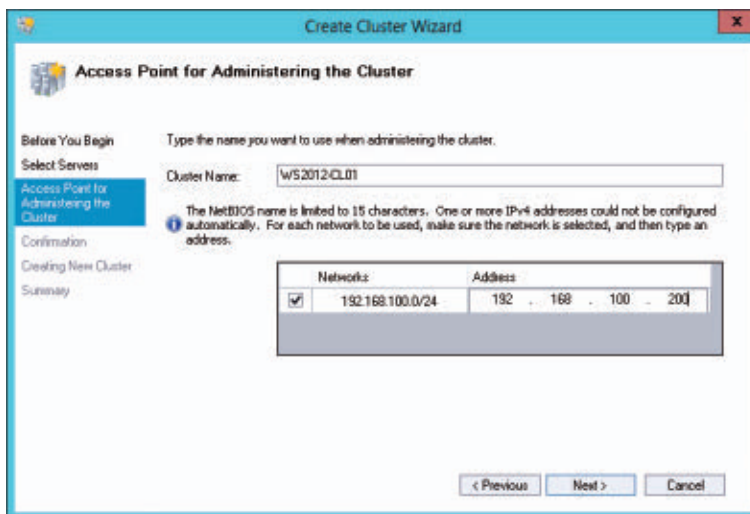 Create Cluster Wizard
x
Access Point for Administering the Cluster
Before You Begin
Select Servers
Access Point for
Administering the
Cluster
Confirmation
Creating New Cluster
Summary
Type the name you want to use when administering the cluster.
Cluster Name: WS2012-CL01
The NetBIOS name is limited to 15 characters. One or more IPv4 addresses could not be configured
automatically. For each network to be used, make sure the network is selected, and then type an
address.
Networks Address
192.168.100.0/24 192 . 168 . 100 . 200
< Previous Next > Cancel